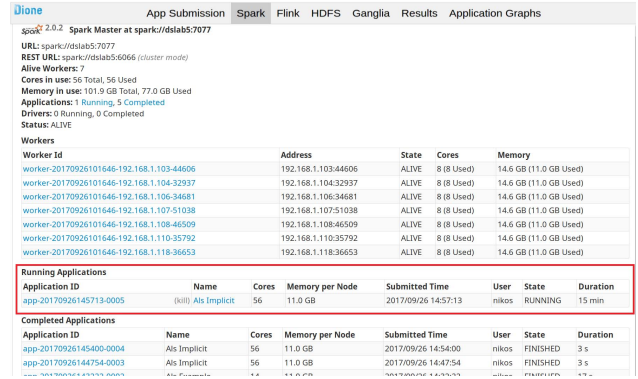 Dione App Submission Spark Flink HDFS Ganglia Results Application Graphs
Spark 2.0.2 Spark Master at spark://dslab5:7077
URL: spark://dslab5:7077
REST URL: spark://dslab5:6066 (cluster mode)
Alive Workers: 7
Cores in use: 56 Total, 56 Used
Memory in use: 101.9 GB Total, 77.0 GB Used
Applications: 1 Running, 5 Completed
Drivers: 0 Running, 0 Completed
Status: ALIVE
Workers
Worker Id Address State Cores Memory
worker-20170926101646-192.168.1.103-44606 192.168.1.103:44606 ALIVE 8 (8 Used) 14.6 GB (11.0 GB Used)
worker-20170926101646-192.168.1.104-32937 192.168.1.104:32937 ALIVE 8 (8 Used) 14.6 GB (11.0 GB Used)
worker-20170926101646-192.168.1.106-34681 192.168.1.106:34681 ALIVE 8 (8 Used) 14.6 GB (11.0 GB Used)
worker-20170926101646-192.168.1.107-51038 192.168.1.107:51038 ALIVE 8 (8 Used) 14.6 GB (11.0 GB Used)
worker-20170926101646-192.168.1.108-46509 192.168.1.108:46509 ALIVE 8 (8 Used) 14.6 GB (11.0 GB Used)
worker-20170926101646-192.168.1.110-35792 192.168.1.110:35792 ALIVE 8 (8 Used) 14.6 GB (11.0 GB Used)
worker-20170926101646-192.168.1.118-36653 192.168.1.118:36653 ALIVE 8 (8 Used) 14.6 GB (11.0 GB Used)
Running Applications
Application ID Name Cores Memory per Node Submitted Time User State Duration
app-20170926145713-0005 (kill) Als Implicit 56 11.0 GB 2017/09/26 14:57:13 nikos RUNNING 15 min
Completed Applications
Application ID Name Cores Memory per Node Submitted Time User State Duration
app-20170926145400-0004 Als Implicit 56 11.0 GB 2017/09/26 14:54:00 nikos FINISHED 3 s
app-20170926144754-0003 Als Implicit 56 11.0 GB 2017/09/26 14:47:54 nikos FINISHED 3 s